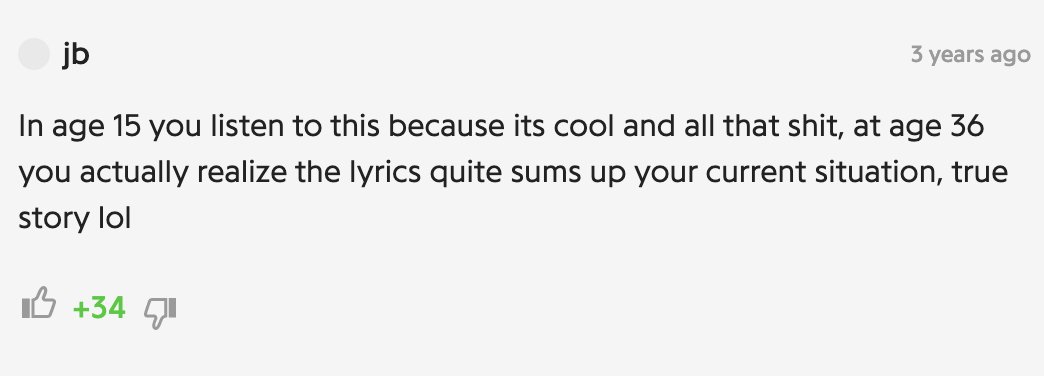 jb
3 years ago
In age 15 you listen to this because its cool and all that shit, at age 36
you actually realize the lyrics quite sums up your current situation, true
story lol
+34